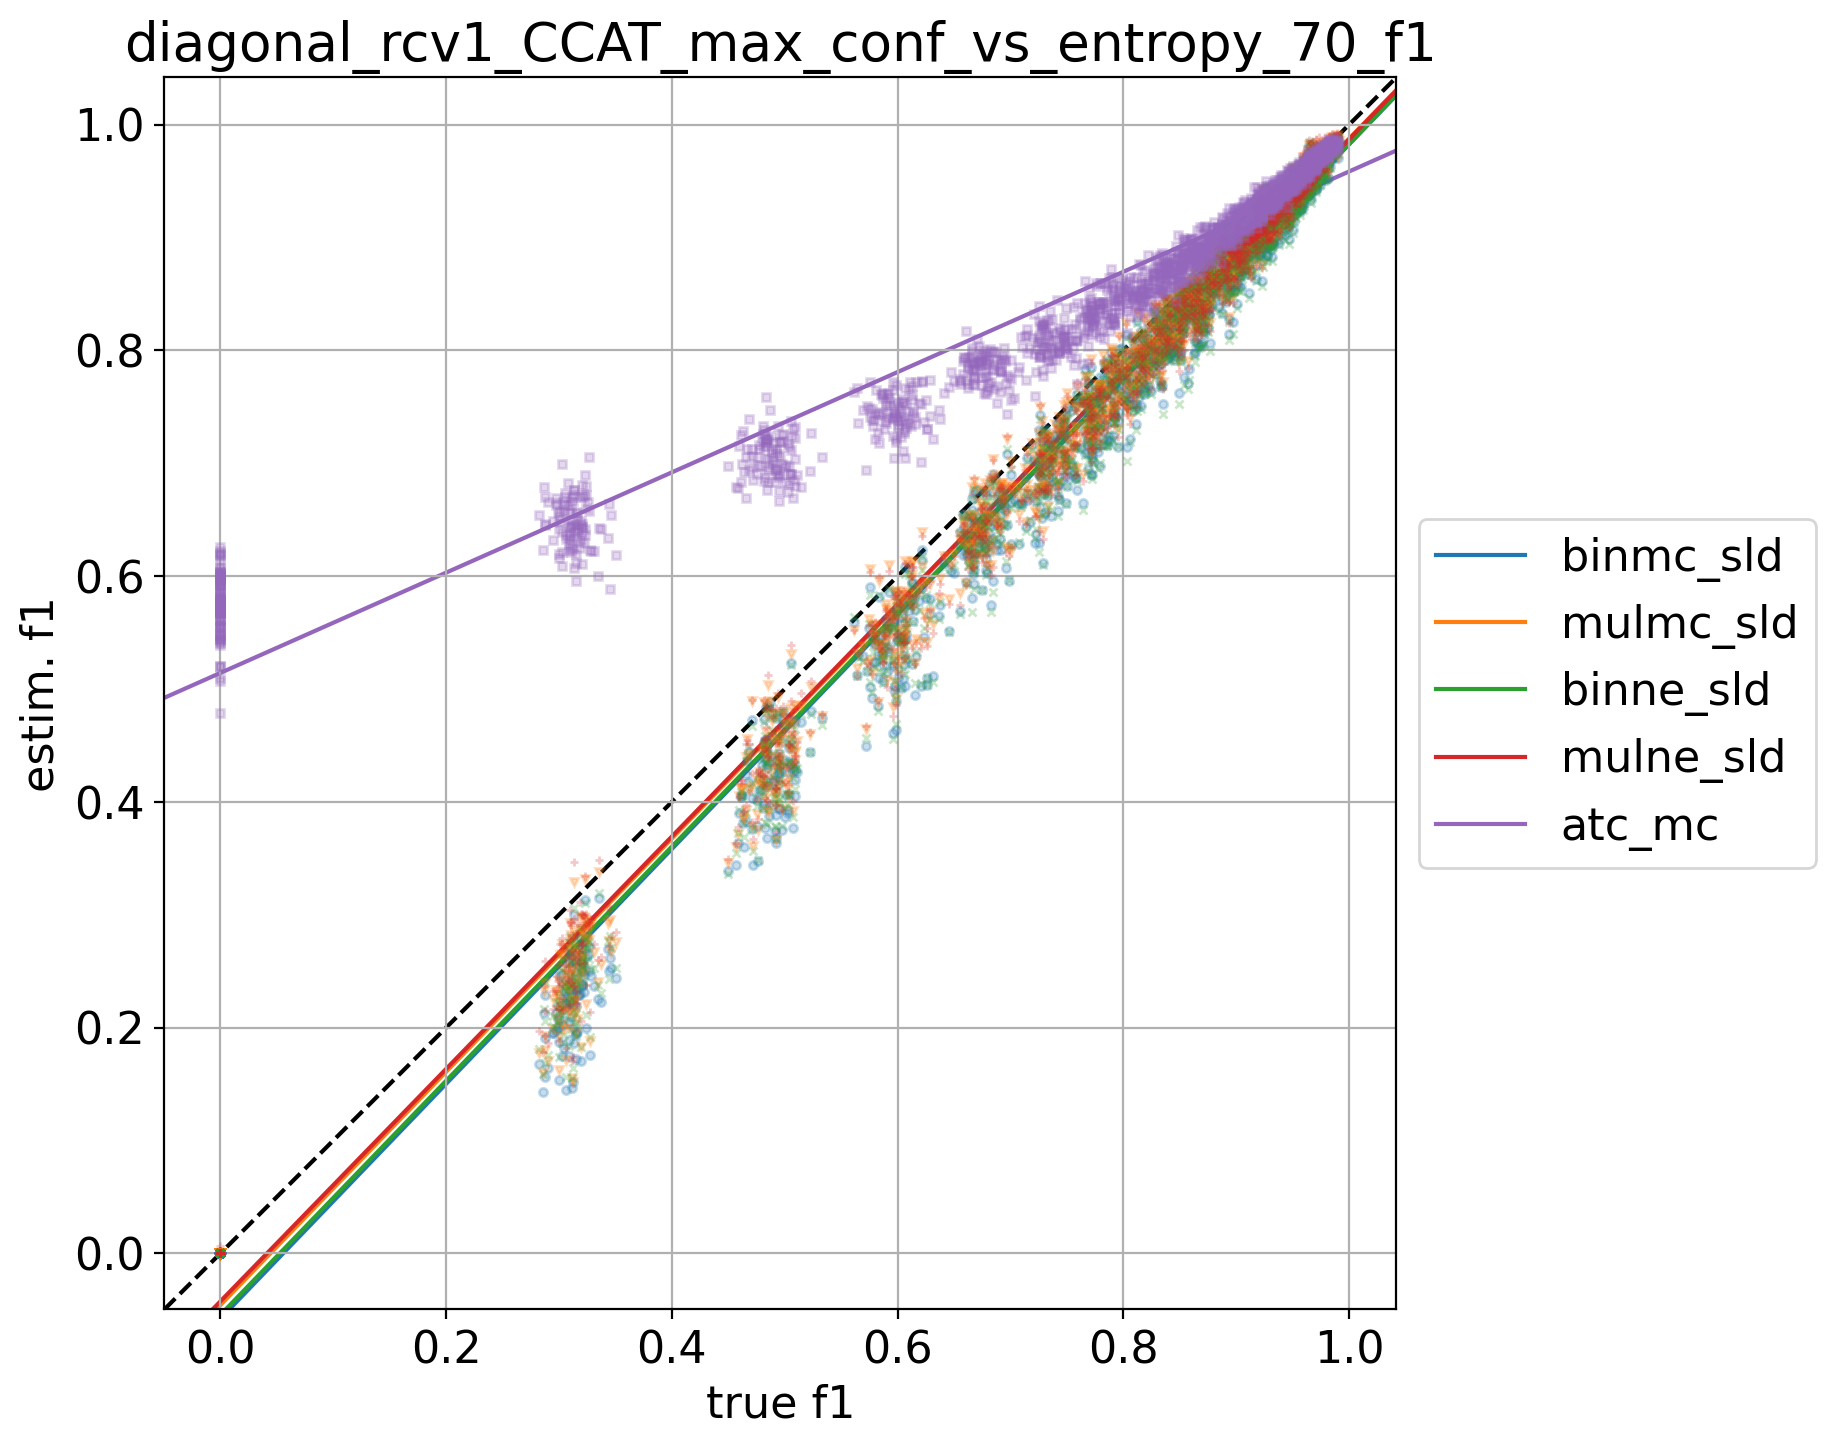 diagonal_rcv1_CCAT_max_conf_vs_entropy_70_f1
1.0
0.8
0.6
0.4
0.2
0.0
estim. f1
0.0 0.2 0.4 0.6 0.8 1.0
true f1
binmc_sld
mulmc_sld
binne_sld
mulne_sld
atc_mc